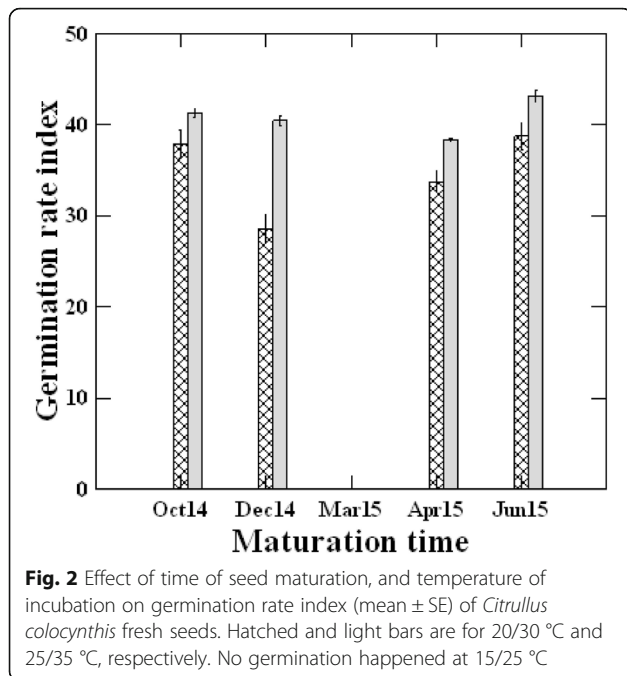 50
40
30
20
10
0
Germination rate index
Oct14 Dec14 Mar15 Apr15 Jun15
Maturation time
Fig. 2 Effect of time of seed maturation, and temperature of
incubation on germination rate index (mean ± SE) of Citrullus
colocynthis fresh seeds. Hatched and light bars are for 20/30 °C and
25/35 °C, respectively. No germination happened at 15/25 °C